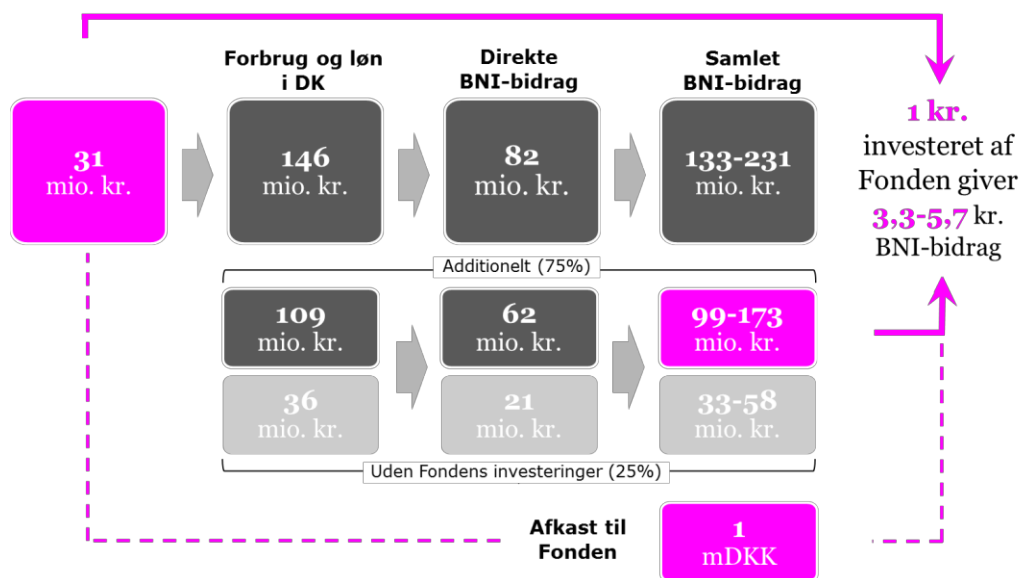 Forbrug og løn
i DK
Direkte
BNI-bidrag
Samlet
BNI-bidrag
31
mio. kr.
146
mio. kr.
82
mio. kr.
133-231
mio. kr.
1 kr.
investeret af
Fonden giver
3,3-5,7 kr.
BNI-bidrag
Additionelt (75%)
109
mio. kr.
62
mio. kr.
99-173
mio. kr.
36
mio. kr.
21
mio. kr.
33-58
mio. kr.
Uden Fondens investeringer (25%)
Afkast til
Fonden
1
mDKK